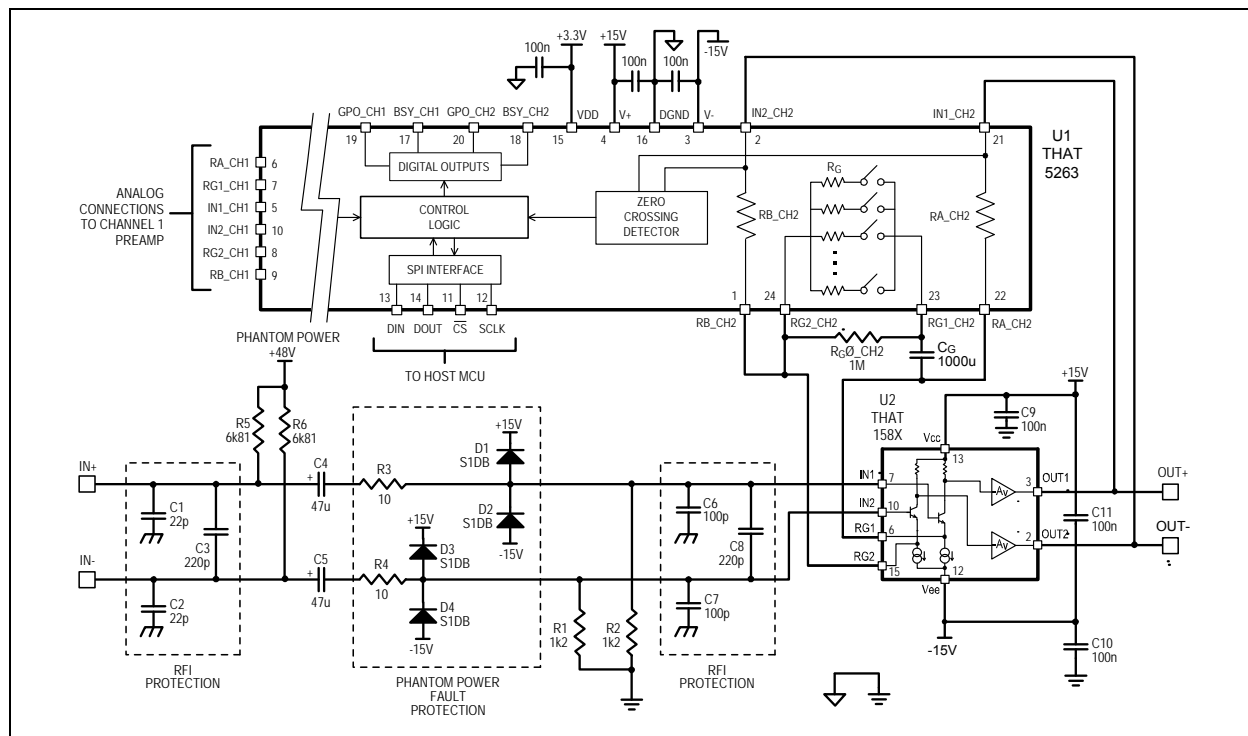 +3.3V
+15V
-15V
100n
100n
100n
GPO_CH1
BSY_CH1
GPO_CH2
BSY_CH2
VDD
V+
DGND
V-
IN2_CH2
IN1_CH2
19
17
20
18
15
4
16
3
2
21
U1
THAT
5263
ANALOG
CONNECTIONS
TO CHANNEL 1
PREAMP
RA_CH1
6
RG1_CH1
7
IN1_CH1
5
IN2_CH1
10
RG2_CH1
8
RB_CH1
9
DIGITAL OUTPUTS
CONTROL
LOGIC
SPI INTERFACE
ZERO
CROSSING
DETECTOR
RB_CH2
RG
RA_CH2
13
14
11
12
1
24
23
22
DIN
DOUT
CS
SCLK
RB_CH2
RG2_CH2
RG1_CH2
RA_CH2
TO HOST MCU
RGØ_CH2
1M
CG
1000u
PHANTOM POWER
+48V
R5
6k81
R6
6k81
+15V
C9
100n
U2
THAT
158X
Vcc
13
IN+
IN-
C1
22p
C2
22p
C3
220p
C4
47u
C5
47u
R3
10
R4
10
+15V
D1
S1DB
D2
S1DB
-15V
+15V
D3
S1DB
D4
S1DB
-15V
R1
1k2
R2
1k2
C6
100p
C7
100p
C8
220p
IN1
7
IN2
10
RG1
6
RG2
15
Av
Av
3
OUT1
2
OUT2
12
Vee
-15V
OUT+
OUT-
C11
100n
C10
100n
RFI
PROTECTION
PHANTOM POWER
FAULT
PROTECTION
RFI
PROTECTION